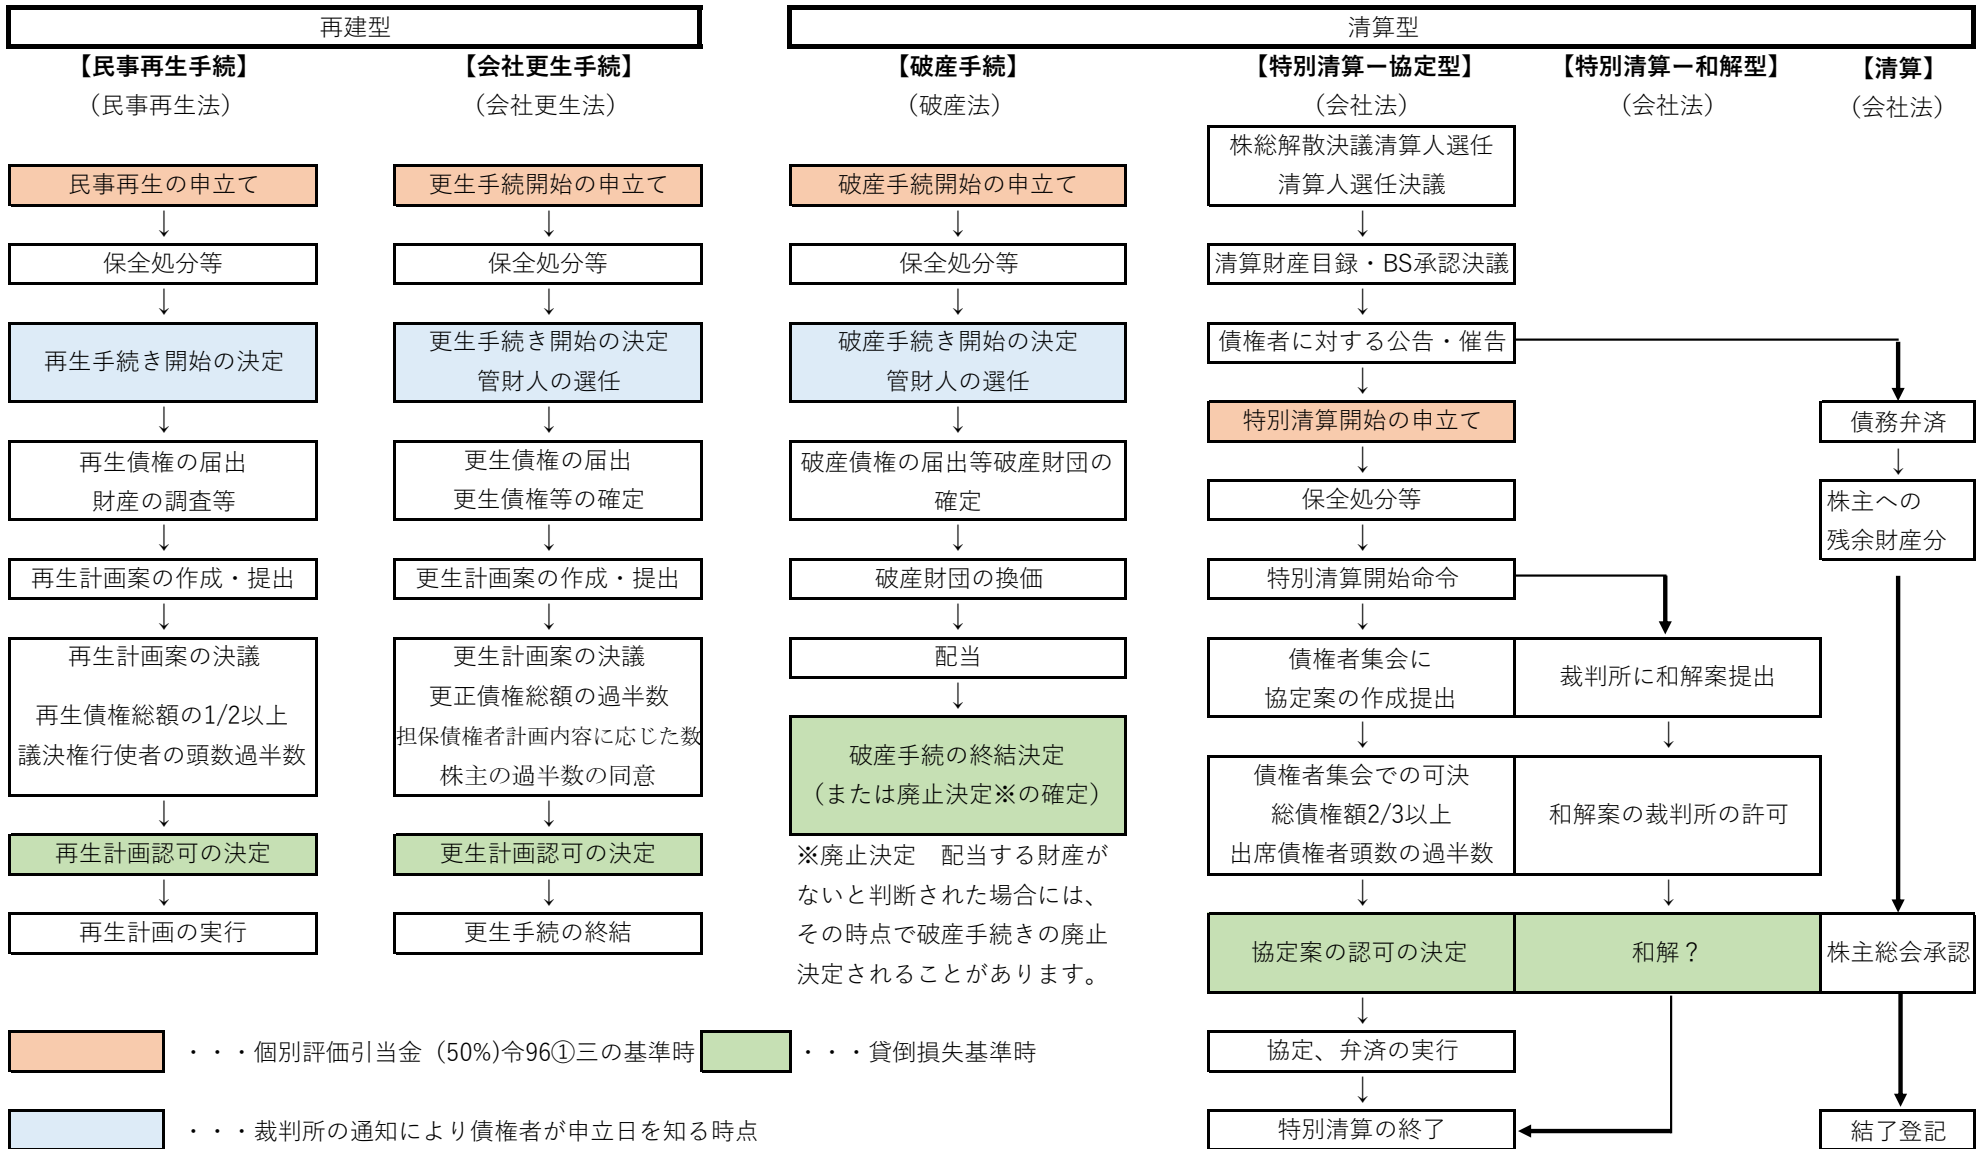 再建型
清算型
【民事再生手続】
（民事再生法）
民事再生の申立て
↓
保全処分等
↓
再生手続き開始の決定
↓
再生債権の届出
財産の調査等
↓
再生計画案の作成・提出
↓
再生計画案の決議
再生債権総額の1/2以上
議決権行使者の頭数過半数
↓
再生計画認可の決定
↓
再生計画の実行
【会社更生手続】
（会社更生法）
更生手続開始の申立て
↓
保全処分等
↓
更生手続き開始の決定
管財人の選任
↓
更生債権の届出
更生債権等の確定
↓
更生計画案の作成・提出
↓
更生計画案の決議
更正債権総額の過半数
担保債権者計画内容に応じた数
株主の過半数の同意
↓
更生計画認可の決定
↓
更生手続の終結
【破産手続】
（破産法）
破産手続開始の申立て
↓
保全処分等
↓
破産手続き開始の決定
管財人の選任
↓
破産債権の届出等破産財団の
確定
↓
破産財団の換価
↓
配当
↓
破産手続の終結決定
（または廃止決定※の確定）
※廃止決定　配当する財産が
ないと判断された場合には、
その時点で破産手続きの廃止
決定されることがあります。
【特別清算ー協定型】
（会社法）
株総解散決議清算人選任
清算人選任決議
↓
清算財産目録・BS承認決議
↓
債権者に対する公告・催告
↓
特別清算開始の申立て
↓
保全処分等
↓
特別清算開始命令
↓
債権者集会に
協定案の作成提出
↓
債権者集会での可決
総債権額2/3以上
出席債権者頭数の過半数
↓
協定案の認可の決定
↓
協定、弁済の実行
↓
特別清算の終了
【特別清算ー和解型】
（会社法）
裁判所に和解案提出
↓
和解案の裁判所の許可
↓
和解？
【清算】
（会社法）
債務弁済
↓
株主への
残余財産分
株主総会承認
結了登記
・・・個別評価引当金（50%)令96①三の基準時
・・・貸倒損失基準時
・・・裁判所の通知により債権者が申立日を知る時点